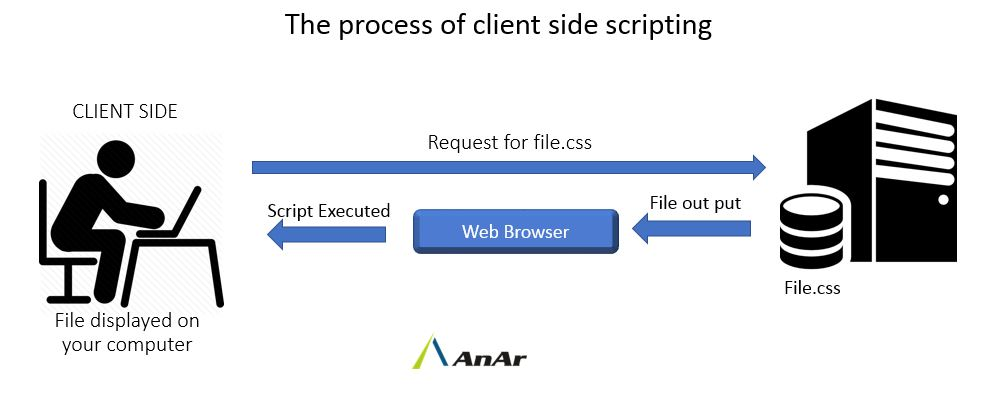 The process of client side scripting
CLIENT SIDE
Request for file.css
Script Executed
Web Browser
File out put
File.css
File displayed on
your computer
AnAr